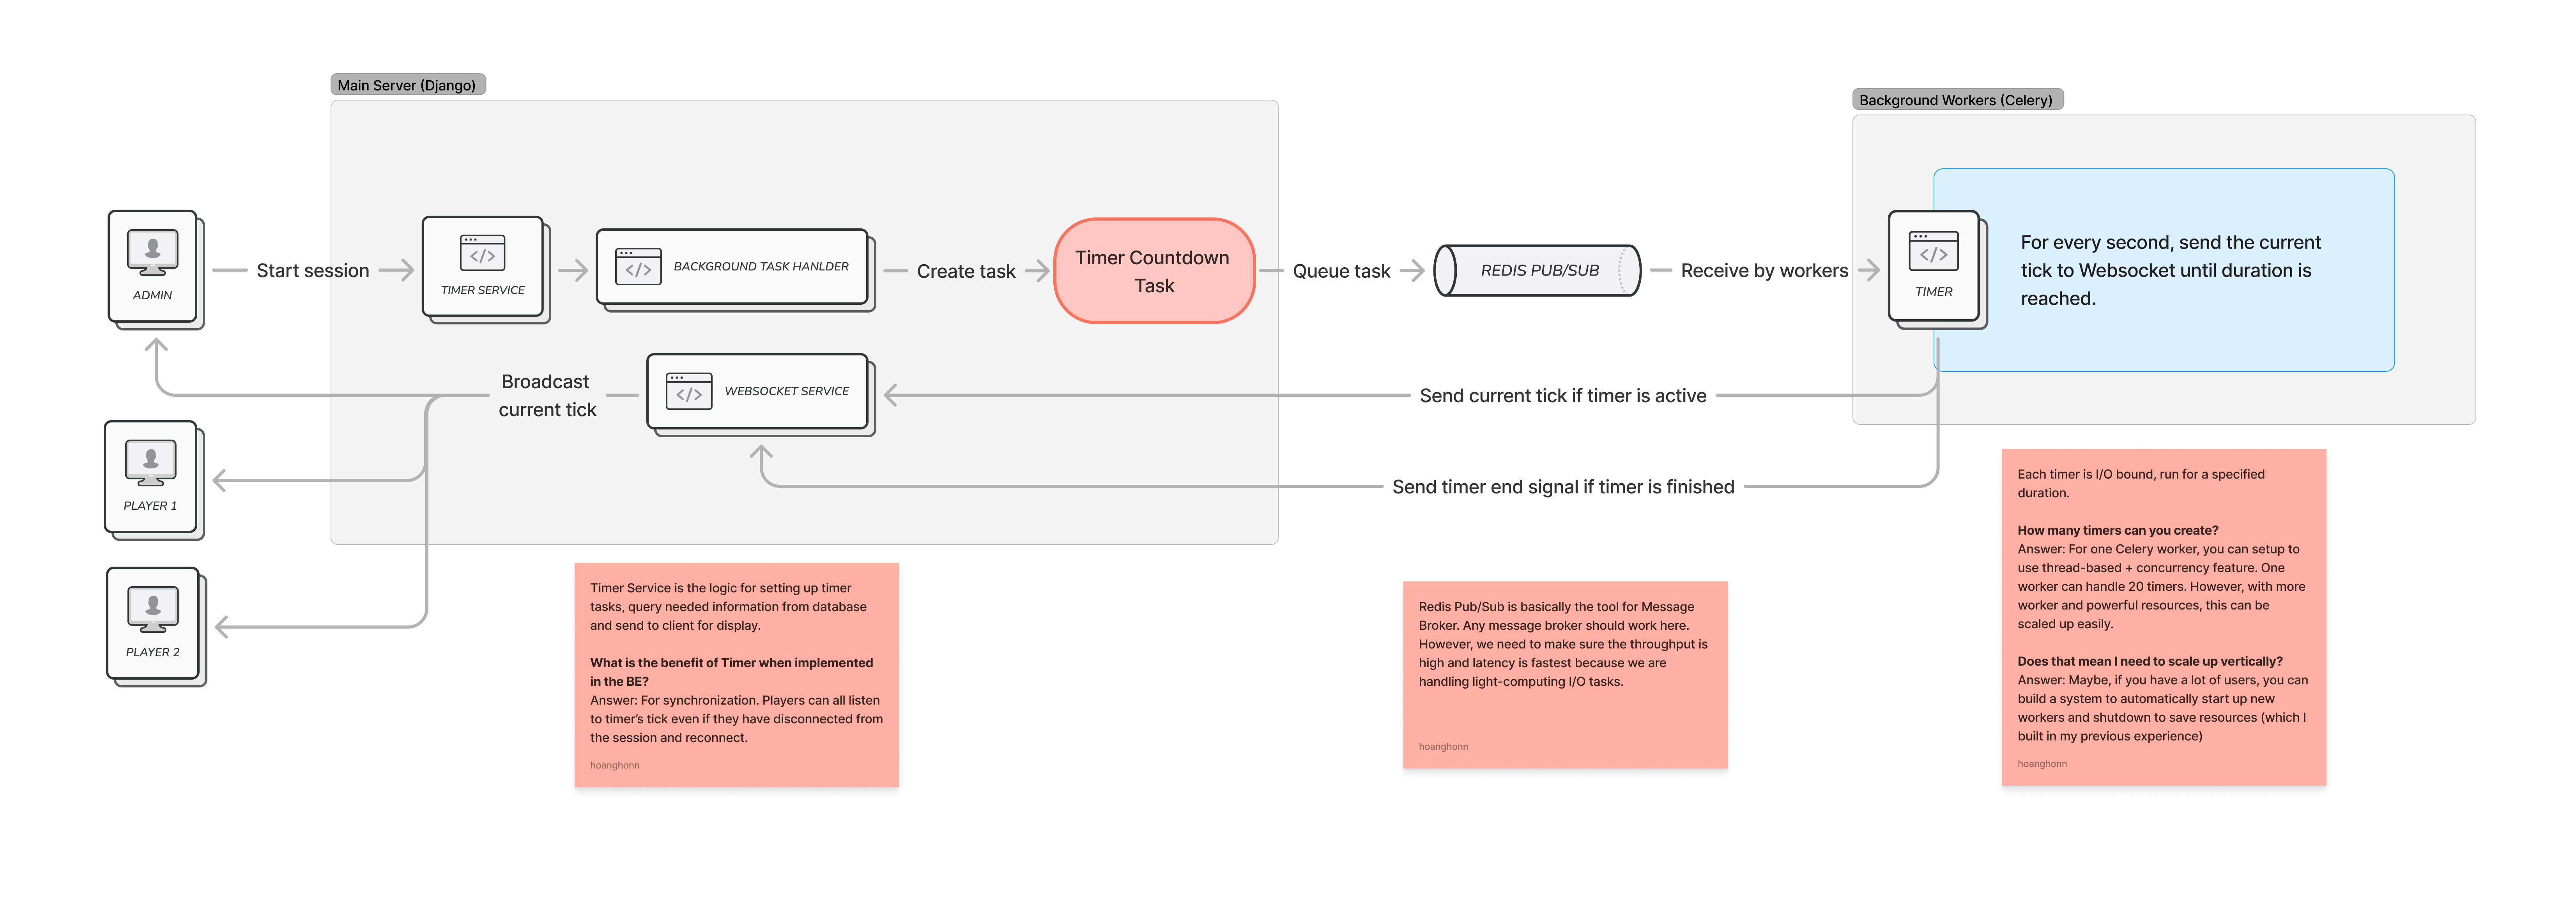 Main Server (Django)
Background Workers (Celery)
ADMIN
Start session
TIMER SERVICE
BACKGROUND TASK HANLDER
Create task
Timer Countdown
Task
Queue task
REDIS PUB/SUB
Receive by workers
TIMER
For every second, send the current
tick to Websocket until duration is
reached.
Broadcast
current tick
WEBSOCKET SERVICE
Send current tick if timer is active
PLAYER 1
Send timer end signal if timer is finished
PLAYER 2
Timer Service is the logic for setting up timer
tasks, query needed information from database
and send to client for display.
What is the benefit of Timer when implemented
in the BE?
Answer: For synchronization. Players can all listen
to timer's tick even if they have disconnected from
the session and reconnect.
hoanghonn
Redis Pub/Sub is basically the tool for Message
Broker. Any message broker should work here.
However, we need to make sure the throughput is
high and latency is fastest because we are
handling light-computing I/O tasks.
hoanghonn
Each timer is I/O bound, run for a specified
duration.
How many timers can you create?
Answer: For one Celery worker, you can setup to
use thread-based + concurrency feature. One
worker can handle 20 timers. However, with more
worker and powerful resources, this can be
scaled up easily.
Does that mean I need to scale up vertically?
Answer: Maybe, if you have a lot of users, you can
build a system to automatically start up new
workers and shutdown to save resources (which I
built in my previous experience)
hoanghonn